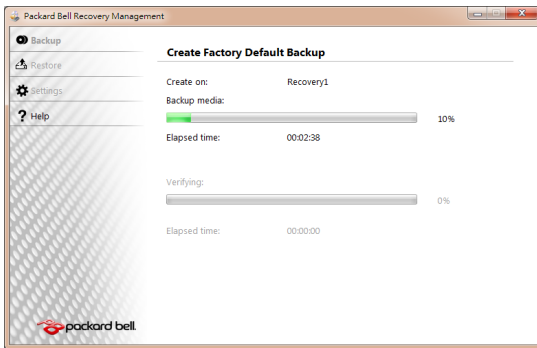 Packard Bell Recovery Management
Backup
Restore
Settings
? Help
Create Factory Default Backup
Create on: Recovery1
Backup media:
10%
Elapsed time: 00:02:38
Verifying:
0%
Elapsed time: 00:00:00
packard bell.